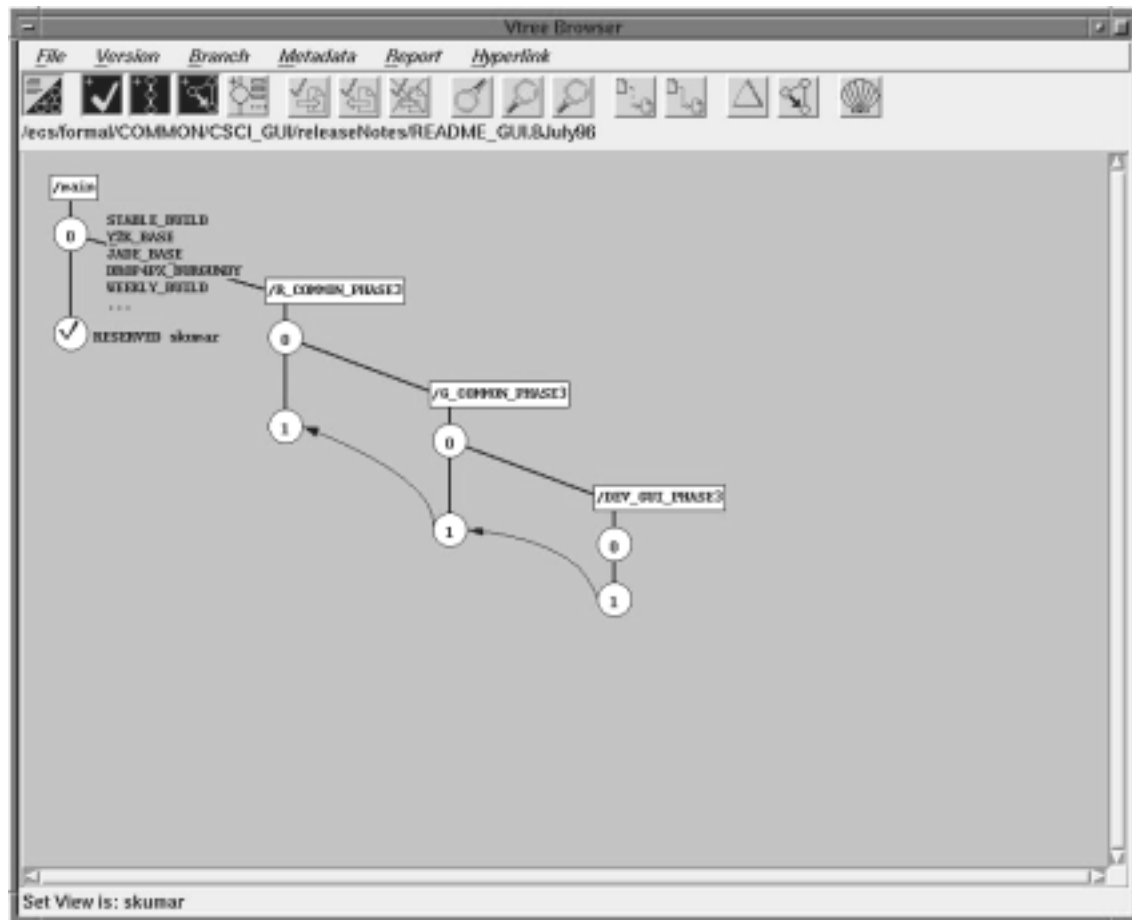 Vtree Browser
File Version Branch Metadata Report Hyperlink
/ecs/formal/COMMON/CSCI_GUI/releaseNotes/README_GUI.8July96
/main
0
STABLE_BUILD
Y2K_BASE
JADE_BASE
DROP4PX_BURGUNDY
WEEKLY_BUILD
...
RESERVED skumar
/R_COMMON_PHASE3
0
1
/G_COMMON_PHASE3
0
1
/DEV_GUI_PHASE3
0
1
Set View is: skumar